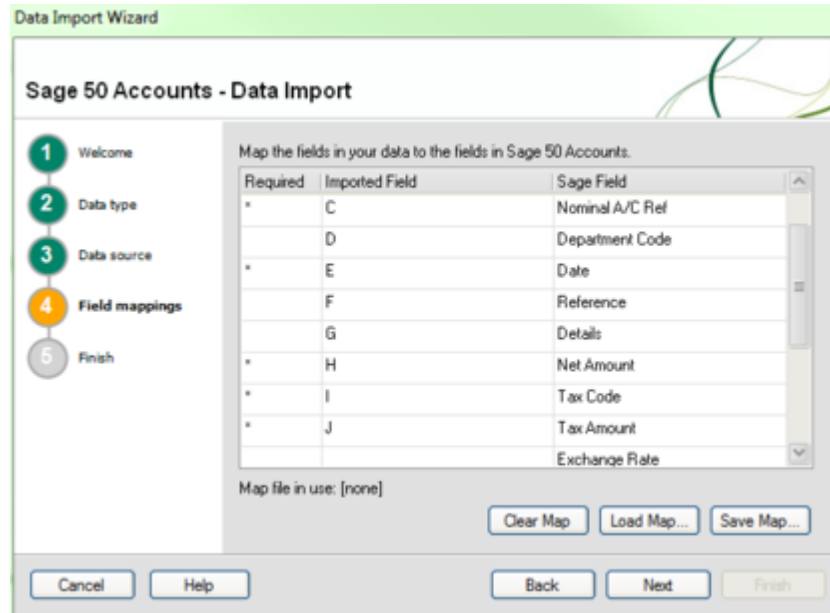 Data Import Wizard
Sage 50 Accounts - Data Import
1 Welcome
2 Data type
3 Data source
4 Field mappings
5 Finish
Map the fields in your data to the fields in Sage 50 Accounts.
Required Imported Field Sage Field
* C Nominal A/C Ref
D Department Code
* E Date
F Reference
G Details
* H Net Amount
* I Tax Code
* J Tax Amount
Exchange Rate
Map file in use: [none]
Clear Map Load Map... Save Map...
Cancel Help Back Next Finish